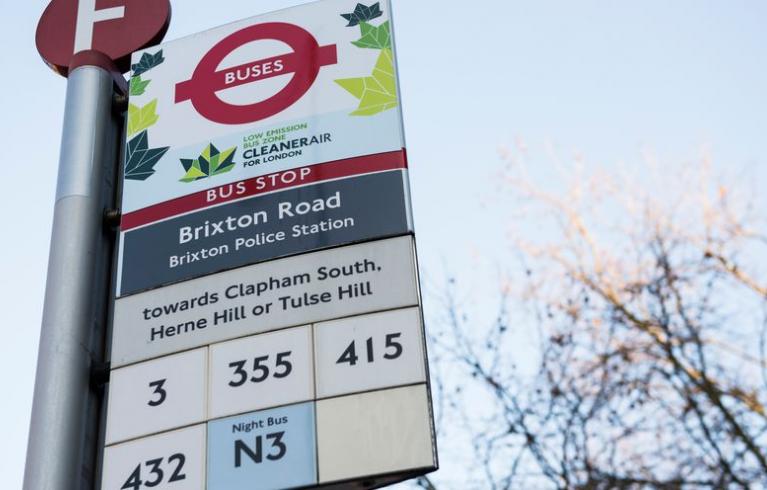 F
BUSES
LOW EMISSION
BUS ZONE
CLEANERAIR
FOR LONDON
BUS STOP
Brixton Road
Brixton Police Station
towards Clapham South,
Herne Hill or Tulse Hill
3 355 415
Night Bus
432 N3